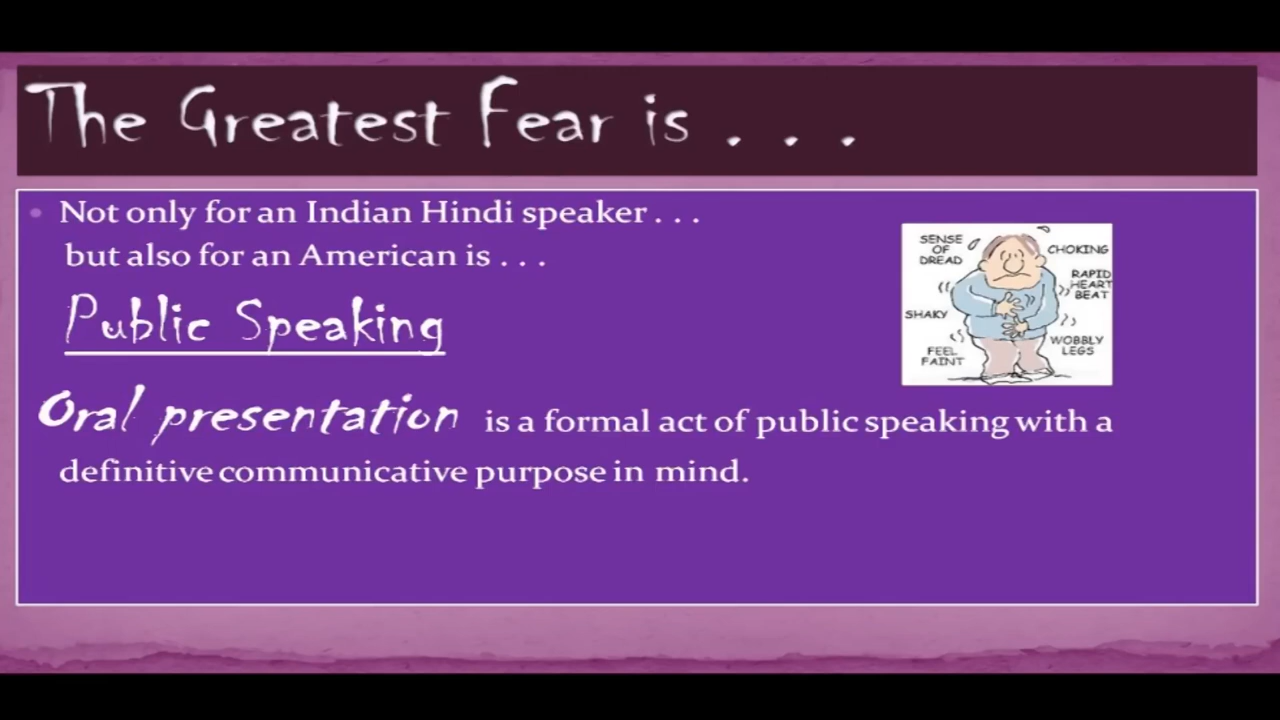 The Greatest Fear is . . .
• Not only for an Indian Hindi speaker . . .
but also for an American is . . .
Public Speaking
Oral presentation is a formal act of public speaking with a
definitive communicative purpose in mind.
SENSE
OF
DREAD
CHOKING
RAPID
HEART
BEAT
SHAKY
WOBBLY
LEGS
FEEL
FAINT